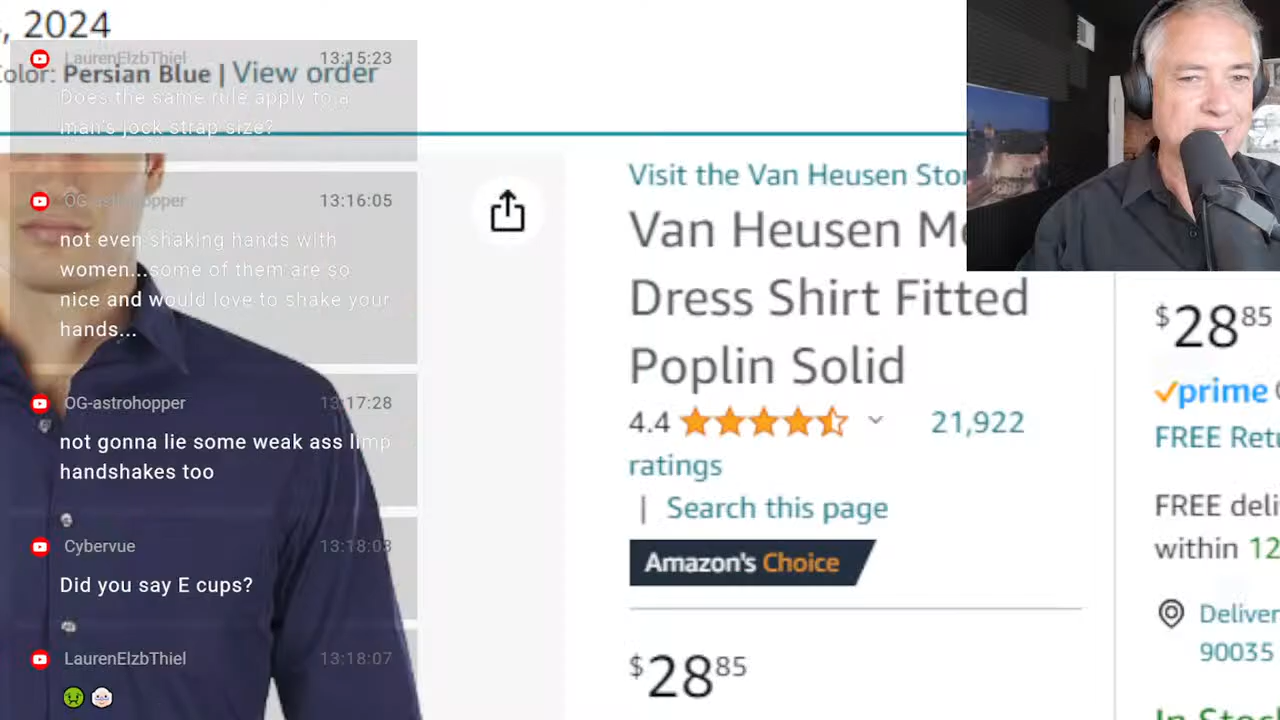 , 2024
Color: Persian Blue | View order
LaurenElzbThiel 13:15:23
Does the same rule apply to a
man's jock strap size?
OG-astrohopper 13:16:05
not even shaking hands with
women...some of them are so
nice and would love to shake your
hands...
OG-astrohopper 13:17:28
not gonna lie some weak ass limp
handshakes too
Cybervue 13:18:03
Did you say E cups?
LaurenElzbThiel 13:18:07
Visit the Van Heusen
Van Heusen
Dress Shirt Fitted
Poplin Solid
4.4 21,922
ratings
| Search this page
Amazon's Choice
$28 85
$28 85
prime
FREE
FREE
within 12
Deliver
90035